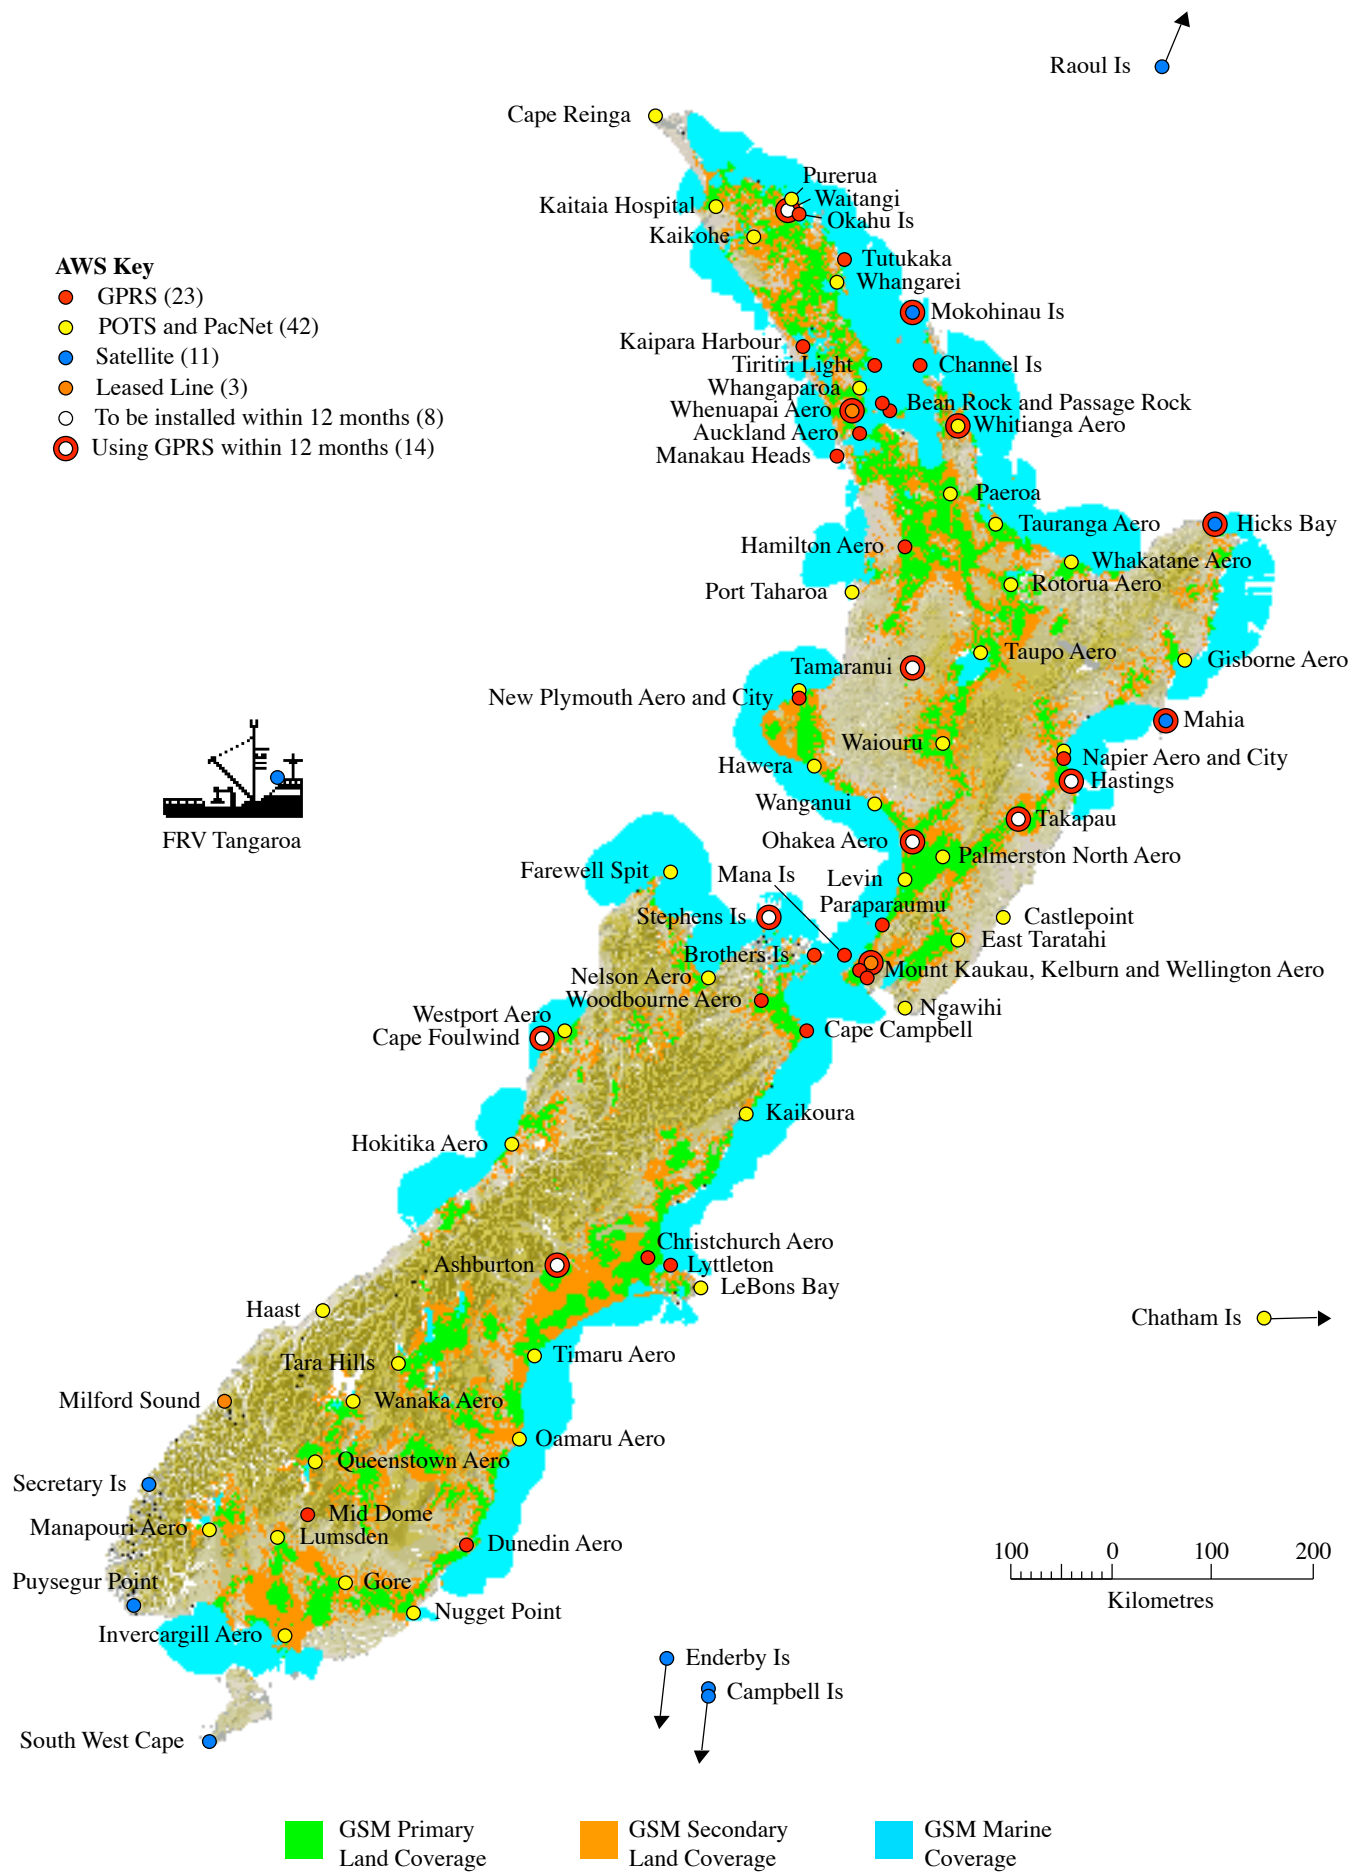 Raoul Is
Cape Reinga
Purerua
Waitangi
Kaitaia Hospital
Okahu Is
Kaikohe
Tutukaka
AWS Key
Whangarei
GPRS (23)
Mokohinau Is
POTS and PacNet (42)
Kaipara Harbour
Satellite (11)
Tiritiri Light
Channel Is
Leased Line (3)
Whangaparoa
Bean Rock and Passage Rock
To be installed within 12 months (8)
Whenuapai Aero
Whitianga Aero
Auckland Aero
Using GPRS within 12 months (14)
Manakau Heads
Paeroa
Tauranga Aero
Hicks Bay
Hamilton Aero
Whakatane Aero
Rotorua Aero
Port Taharoa
Taupo Aero
Gisborne Aero
Tamaranui
New Plymouth Aero and City
Mahia
Waiouru
Napier Aero and City
Hawera
Hastings
Wanganui
Takapau
FRV Tangaroa
Ohakea Aero
Palmerston North Aero
Farewell Spit
Mana Is
Levin
Paraparaumu
Stephens Is
Castlepoint
East Taratahi
Brothers Is
Mount Kaukau, Kelburn and Wellington Aero
Nelson Aero
Woodbourne Aero
Ngawihi
Westport Aero
Cape Foulwind
Cape Campbell
Kaikoura
Hokitika Aero
Christchurch Aero
Ashburton
Lyttleton
LeBons Bay
Haast
Chatham Is
Tara Hills
Timaru Aero
Milford Sound
Wanaka Aero
Oamaru Aero
Queenstown Aero
Secretary Is
Mid Dome
Manapouri Aero
Lumsden
Dunedin Aero
100 0 100 200
Puysegur Point
Gore
Kilometres
Nugget Point
Invercargill Aero
Enderby Is
Campbell Is
South West Cape
GSM Primary
Land Coverage
GSM Secondary
Land Coverage
GSM Marine
Coverage